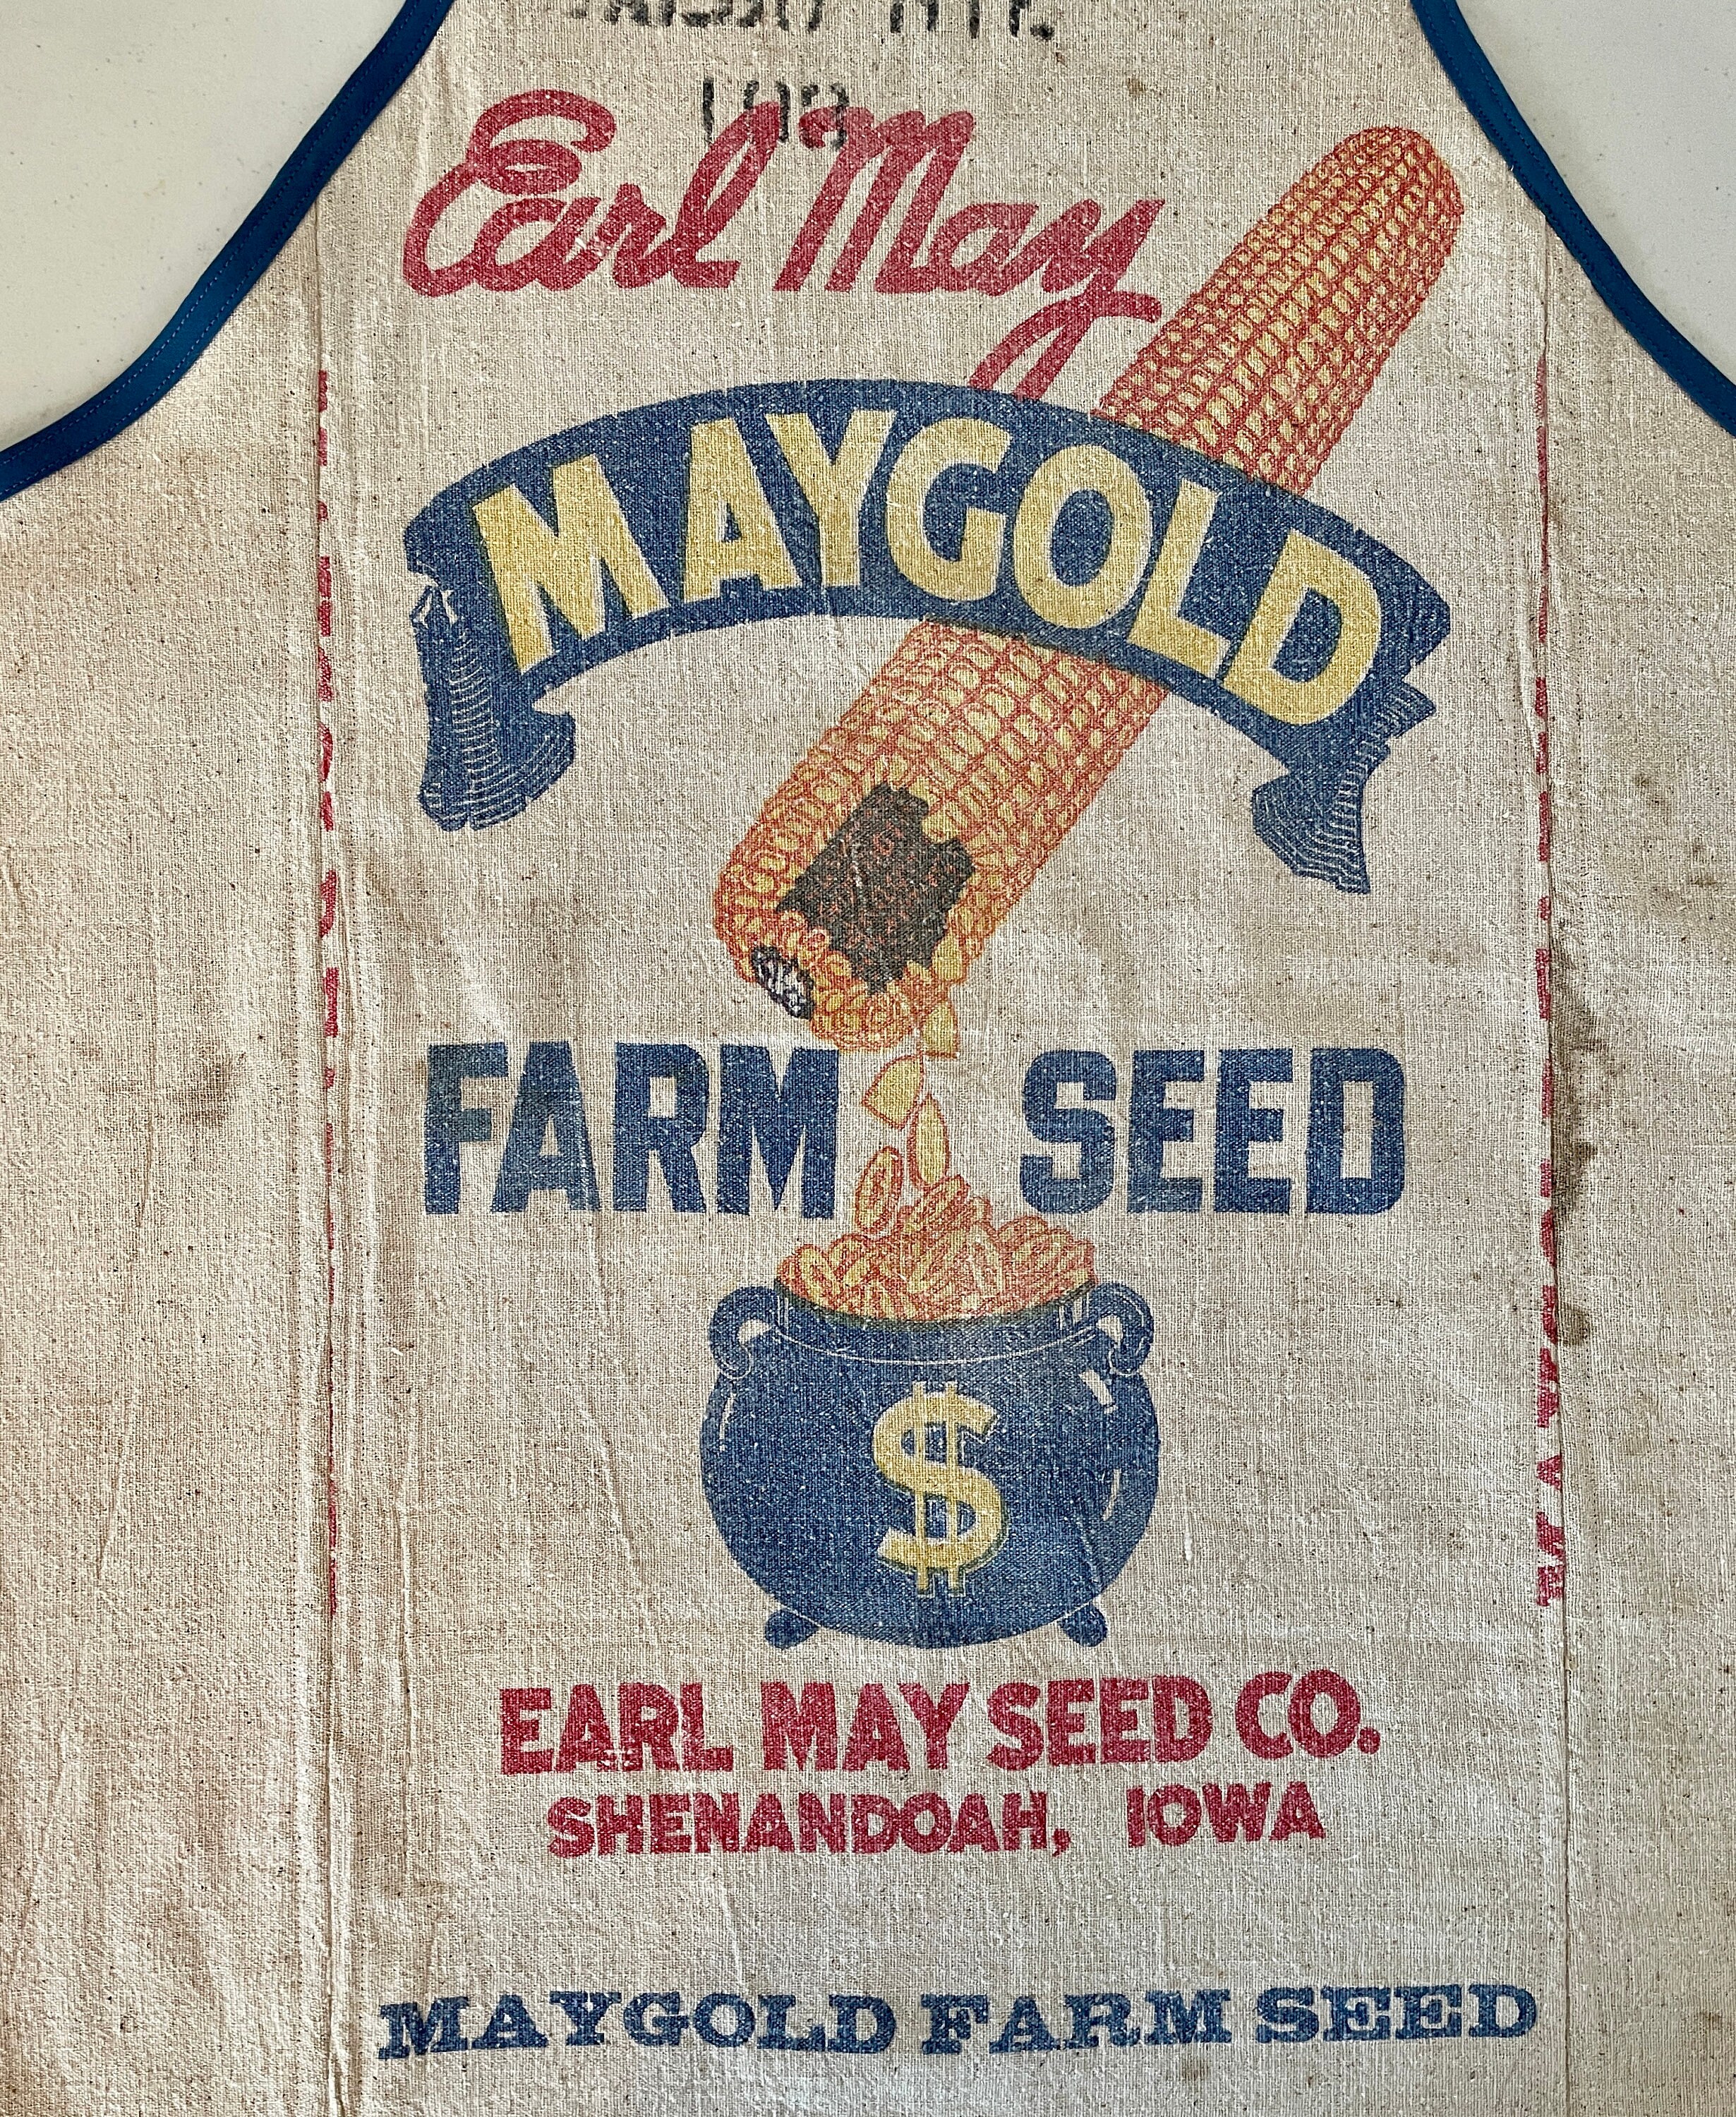 Earl May
MAYGOLD
FARM SEED
$
EARL MAY SEED CO.
SHENANDOAH, IOWA
MAYGOLD FARM SEED